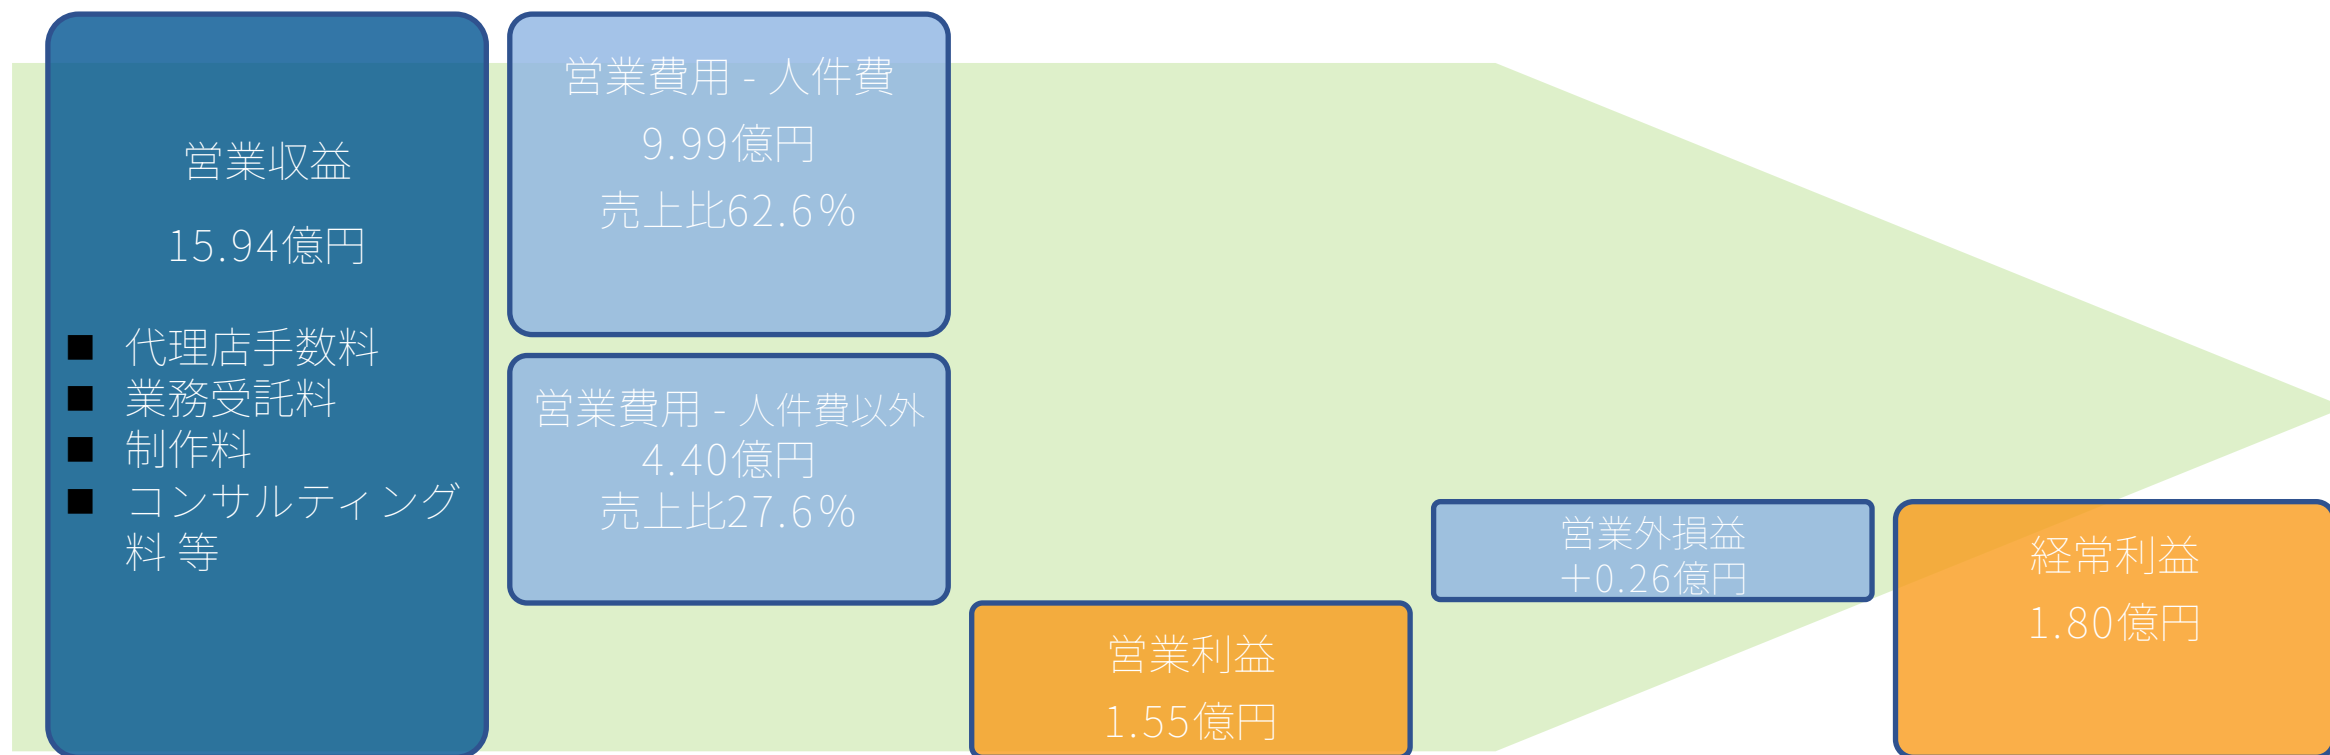 営業収益
15.94億円
■ 代理店手数料
■ 業務受託料
■ 制作料
■ コンサルティング
料 等
営業費用 - 人件費
9.99億円
売上比62.6%
営業費用 - 人件費以外
4.40億円
売上比27.6%
営業利益
1.55億円
営業外損益
+0.26億円
経常利益
1.80億円